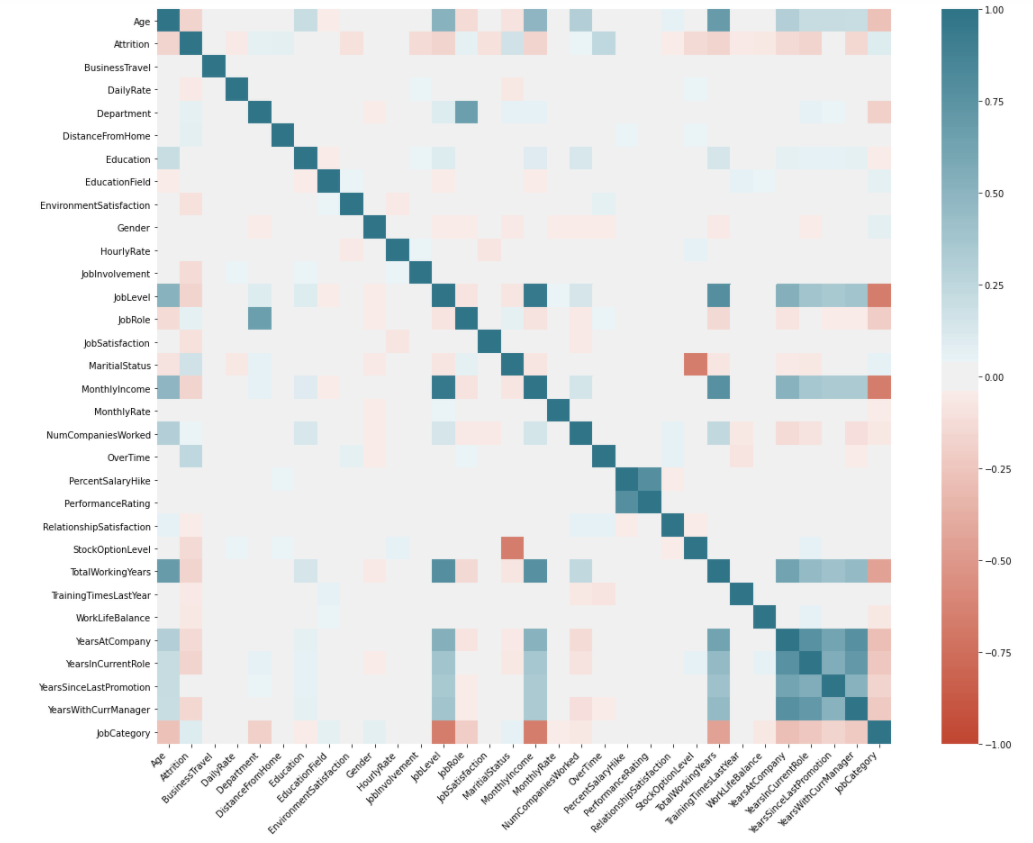 Age
Attrition
BusinessTravel
DailyRate
Department
DistanceFromHome
Education
EducationField
EnvironmentSatisfaction
Gender
HourlyRate
JobInvolvement
JobLevel
JobRole
JobSatisfaction
MaritialStatus
MonthlyIncome
MonthlyRate
NumCompaniesWorked
OverTime
PercentSalaryHike
PerformanceRating
RelationshipSatisfaction
StockOptionLevel
TotalWorkingYears
TrainingTimesLastYear
WorkLifeBalance
YearsAtCompany
YearsInCurrentRole
YearsSinceLastPromotion
YearsWithCurrManager
JobCategory
Age
Attrition
BusinessTravel
DailyRate
Department
DistanceFromHome
Education
EducationField
EnvironmentSatisfaction
Gender
HourlyRate
JobInvolvement
JobLevel
JobRole
JobSatisfaction
MaritialStatus
MonthlyIncome
MonthlyRate
NumCompaniesWorked
OverTime
PercentSalaryHike
PerformanceRating
RelationshipSatisfaction
StockOptionLevel
TotalWorkingYears
TrainingTimesLastYear
WorkLifeBalance
YearsAtCompany
YearsInCurrentRole
YearsSinceLastPromotion
YearsWithCurrManager
JobCategory
1.00
0.75
0.50
0.25
0.00
−0.25
−0.50
−0.75
−1.00